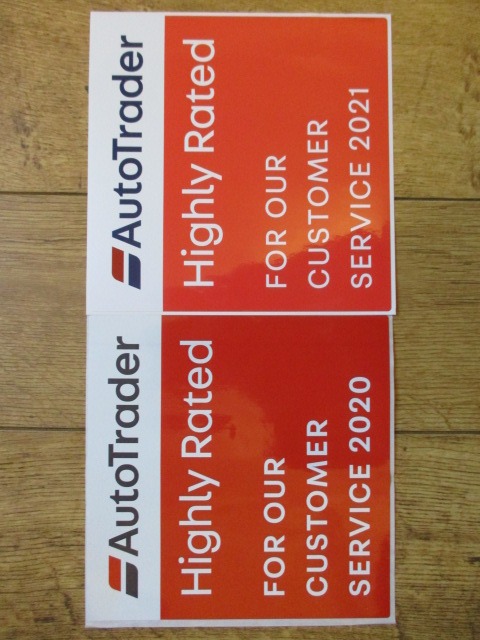 AutoTrader
Highly Rated
FOR OUR
CUSTOMER
SERVICE 2021
AutoTrader
Highly Rated
FOR OUR
CUSTOMER
SERVICE 2020